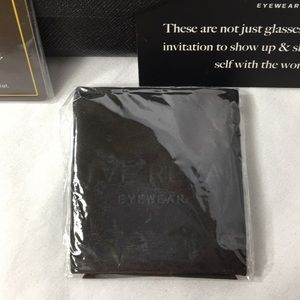 EYEWEAR
These are not just glasses
invitation to show up & sh
self with the wor
EYEWEAR